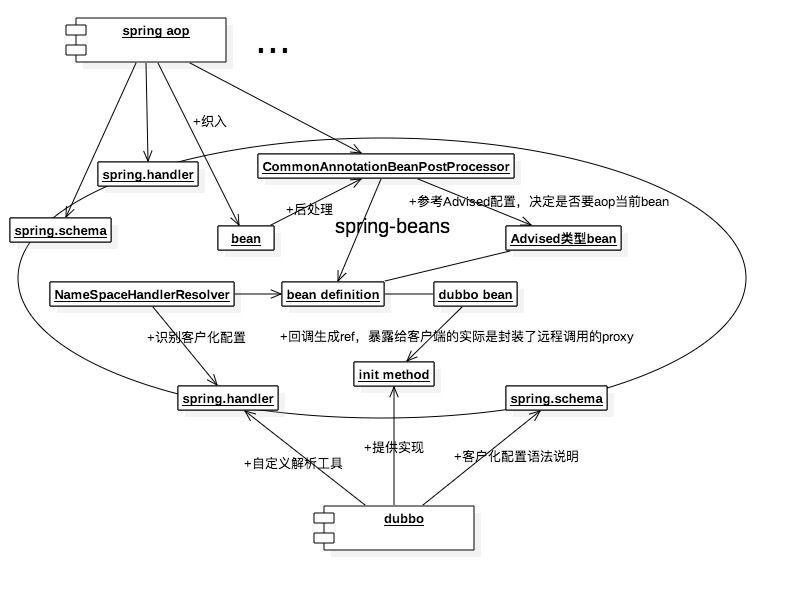 spring aop
...
+织入
spring.handler
CommonAnnotationBeanPostProcessor
+后处理
+参考Advised配置，决定是否要aop当前bean
spring.schema
bean
spring-beans
Advised类型bean
NameSpaceHandlerResolver
bean definition
dubbo bean
+识别客户化配置
+回调生成ref，暴露给客户端的实际是封装了远程调用的proxy
init method
spring.handler
spring.schema
+提供实现
+自定义解析工具
+客户化配置语法说明
dubbo